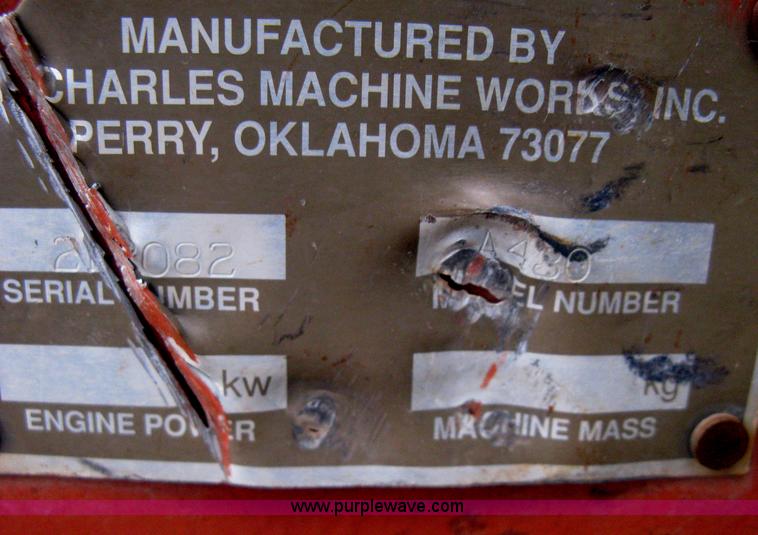 MANUFACTURED BY
CHARLES MACHINE WORKS, INC.
PERRY, OKLAHOMA 73077
A430
SERIAL NUMBER
MODEL NUMBER
kw
kg
ENGINE POWER
MACHINE MASS
www.purplewave.com